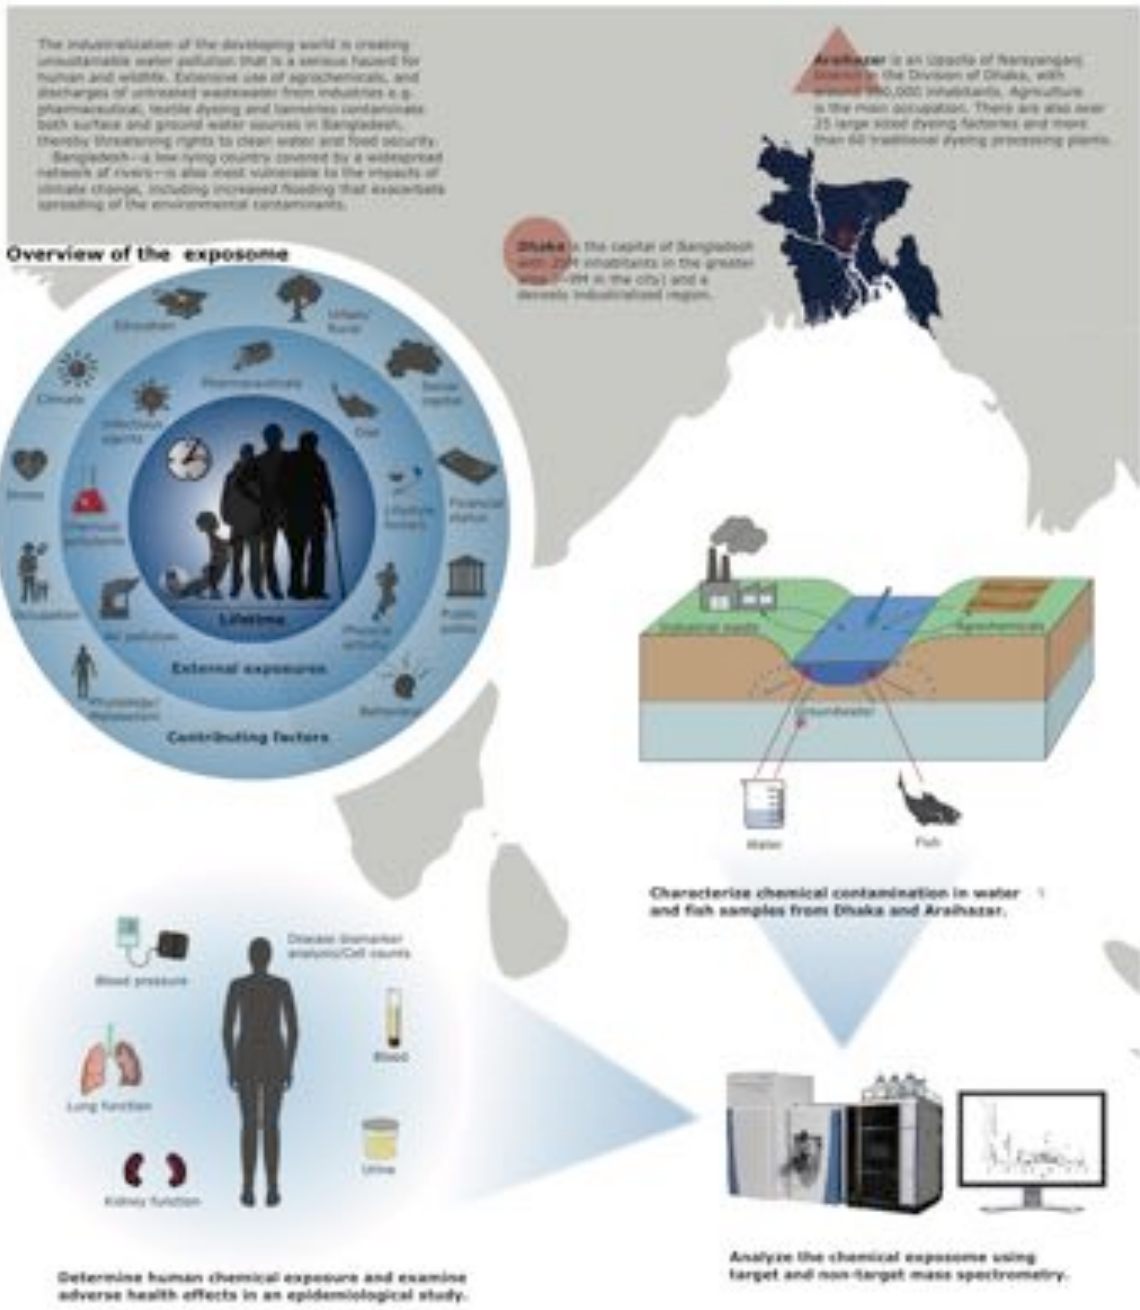 The industrialization of the developing world is creating
unsustainable water pollution that is a serious hazard for
human and wildlife. Extensive use of agrochemicals, and
discharges of untreated wastewater from industries e.g.
pharmaceutical, textile dyeing and tanneries contaminate
both surface and ground water sources in Bangladesh,
thereby threatening rights to clean water and food security.
Bangladesh—a low lying country covered by a widespread
network of rivers—is also most vulnerable to the impacts of
climate change, including increased flooding that exacerbate
spreading of the environmental contaminants.
Araihazar is an Upazila of Narayanganj
in the Division of Dhaka, with
inhabitants. Agriculture
is the main occupation. There are also over
25 large sized dyeing factories and more
than 60 traditional dyeing processing plants.
Dhaka is the capital of Bangladesh
with inhabitants in the greater
in the city) and a
densely industrialized region.
Overview of the exposome
Education
Urban/
Rural
Climate
Pharmaceuticals
Social
capital
Infectious
agents
Diet
Stress
Chemical
pollutants
Lifestyle
factors
Financial
status
Occupation
Air pollution
Lifetime
Physical
activity
Public
External exposures
Physiology/
Metabolism
Behaviour
Contributing factors
Industrial waste
Agrochemicals
Groundwater
Water
Fish
Characterize chemical contamination in water
and fish samples from Dhaka and Araihazar.
Disease biomarker
analysis/Cell counts
Blood pressure
Blood
Lung function
Urine
Kidney function
Determine human chemical exposure and examine
adverse health effects in an epidemiological study.
Analyze the chemical exposome using
target and non-target mass spectrometry.